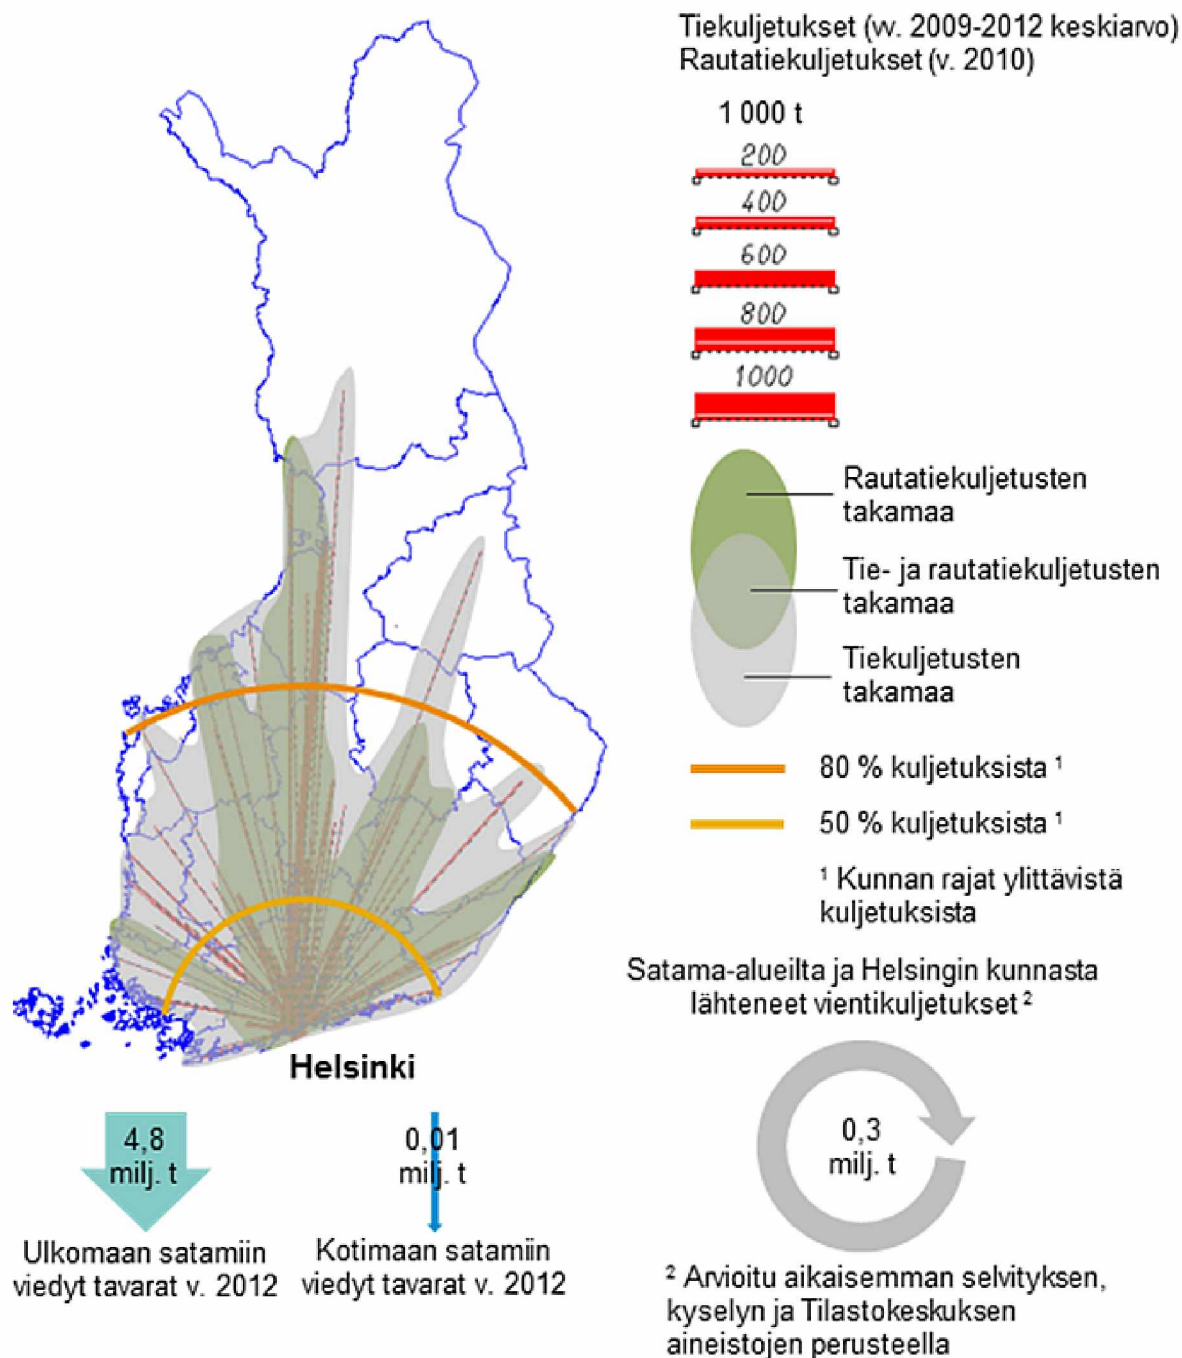 Tiekuljetukset (vv. 2009-2012 keskiarvo)
Rautatiekuljetukset (v. 2010)
1 000 t
200
400
600
800
1000
Rautatiekuljetusten
takamaa
Tie- ja rautatiekuljetusten
takamaa
Tiekuljetusten
takamaa
80 % kuljetuksista ¹
50 % kuljetuksista ¹
¹ Kunnan rajat ylittävistä
kuljetuksista
Satama-alueilta ja Helsingin kunnasta
lähteneet vientikuljetukset ²
0,3
milj. t
² Arvioitu aikaisemman selvityksen,
kyselyn ja Tilastokeskuksen
aineistojen perusteella
Helsinki
4,8
milj. t
Ulkomaan satamiin
viedyt tavarat v. 2012
0,01
milj. t
Kotimaan satamiin
viedyt tavarat v. 2012